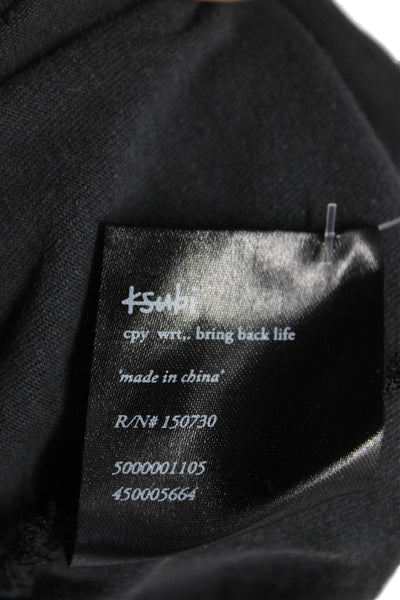 ksubi
cpy wrt,. bring back life
'made in china'
R/N# 150730
5000001105
450005664